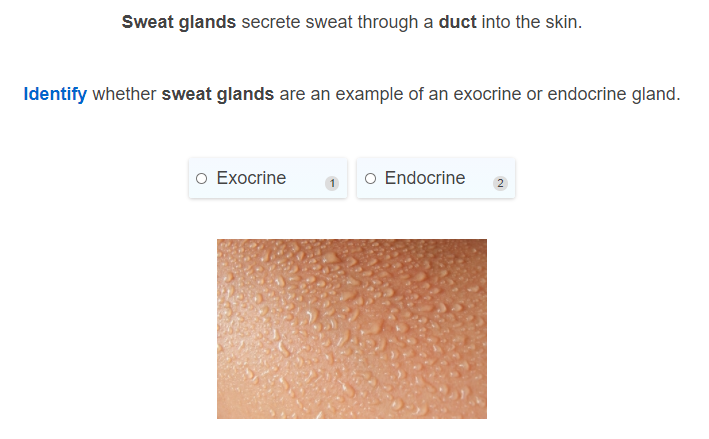 Sweat glands secrete sweat through a duct into the skin.
Identify whether sweat glands are an example of an exocrine or endocrine gland.
Exocrine 1 Endocrine 2